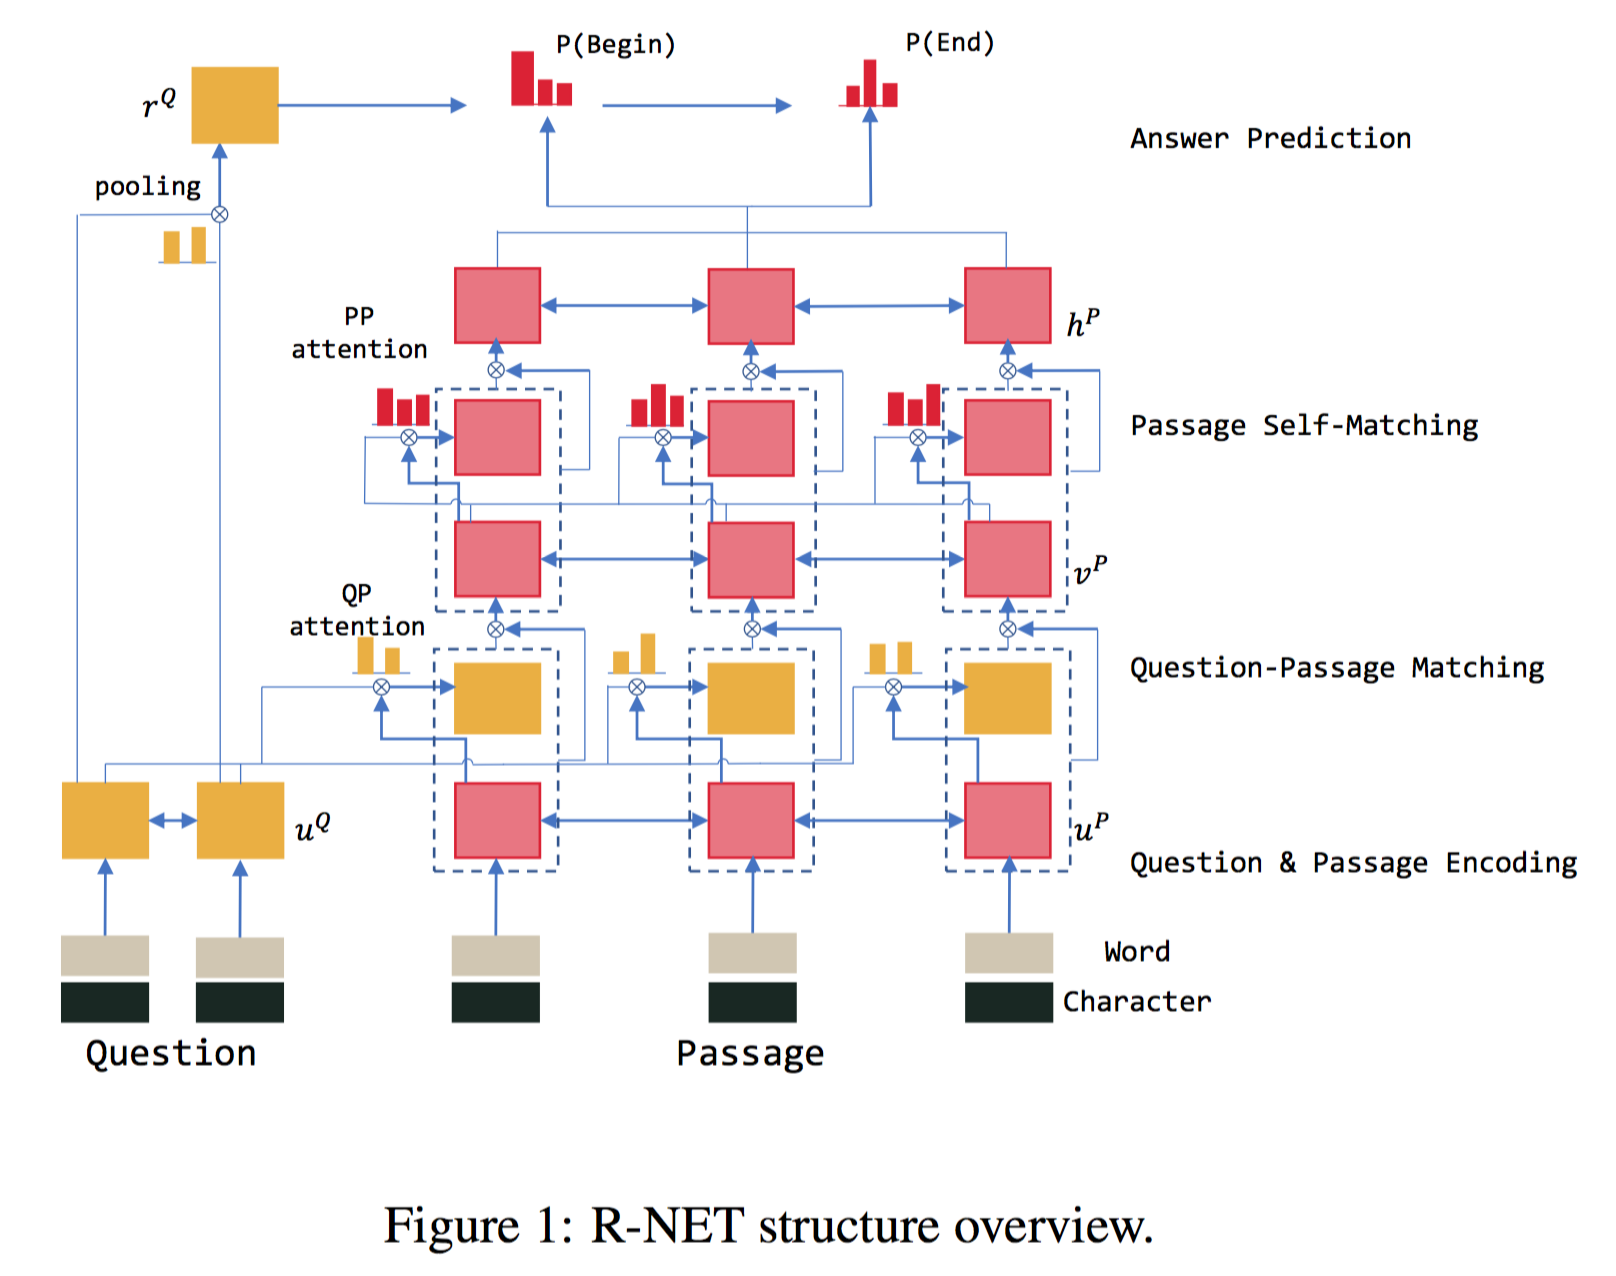 P(Begin)
P(End)
r^Q
Answer Prediction
pooling
PP
attention
h^P
Passage Self-Matching
v^P
QP
attention
Question-Passage Matching
u^Q
u^P
Question & Passage Encoding
Word
Character
Question
Passage
Figure 1: R-NET structure overview.